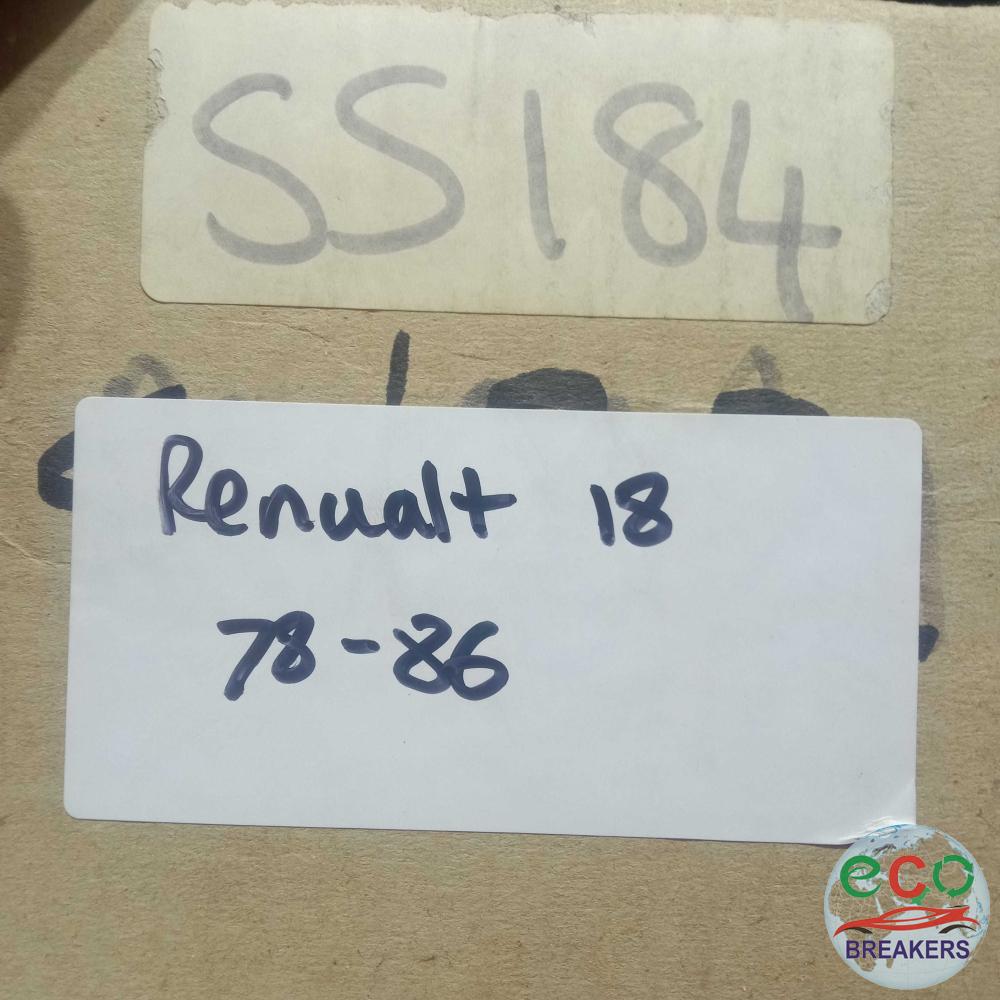 SS184
Renualt 18
78-86
eco
BREAKERS